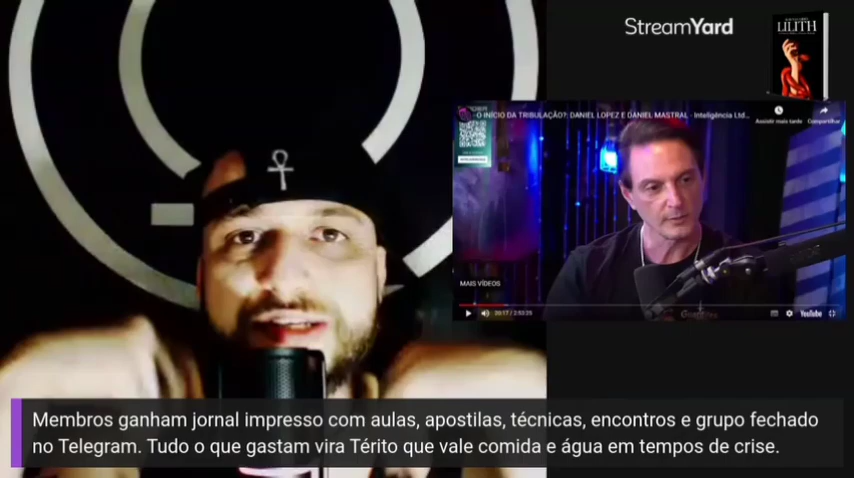 StreamYard
LILITH
O INÍCIO DA TRIBULAÇÃO?: DANIEL LOPEZ E DANIEL MASTRAL - Inteligência Ltd...
Assistir mais tarde
Compartilhar
MAIS VÍDEOS
20:17 / 2:53:25
YouTube
Membros ganham jornal impresso com aulas, apostilas, técnicas, encontros e grupo fechado
no Telegram. Tudo o que gastam vira Térito que vale comida e água em tempos de crise.